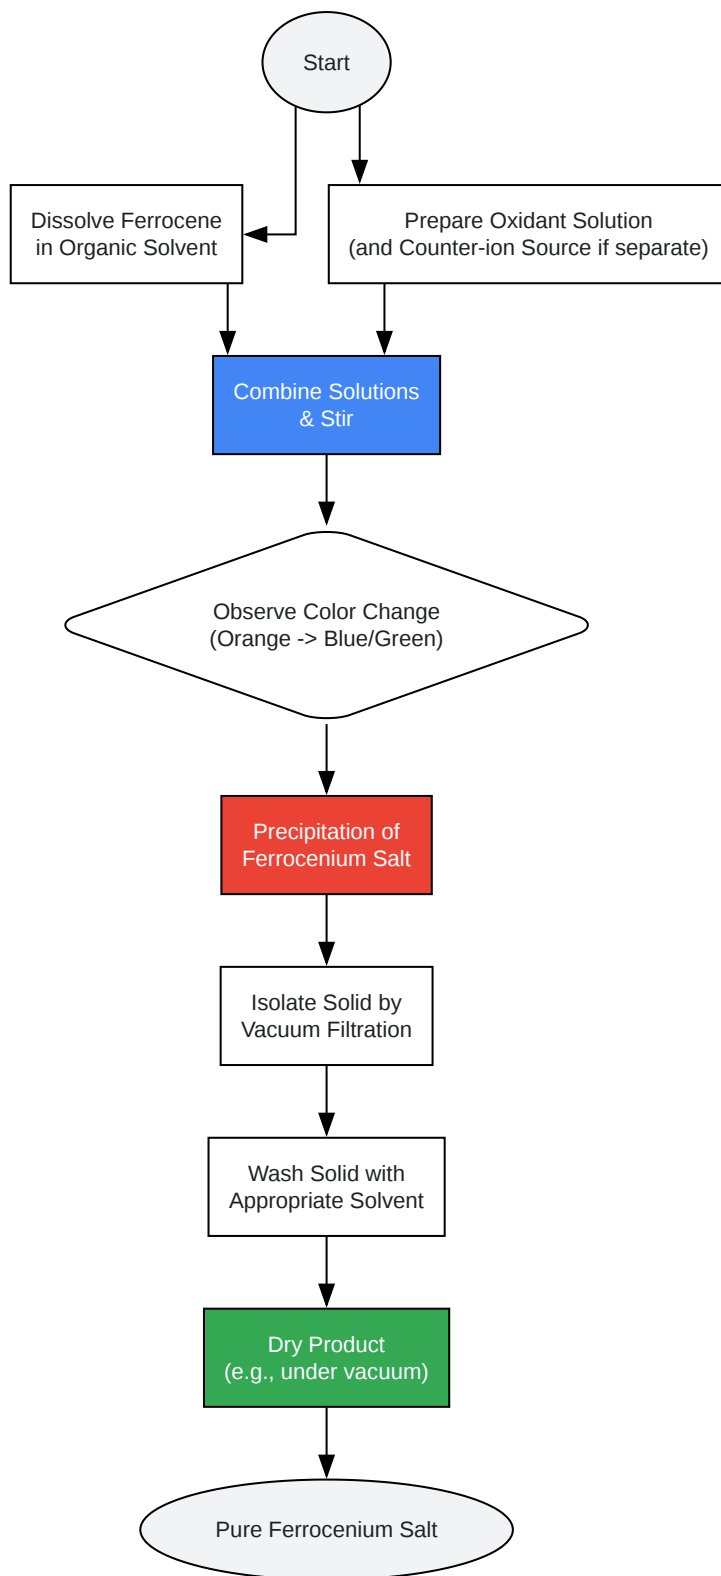 Start
Dissolve Ferrocene
in Organic Solvent
Prepare Oxidant Solution
(and Counter-ion Source if separate)
Combine Solutions
& Stir
Observe Color Change
(Orange -> Blue/Green)
Precipitation of
Ferrocenium Salt
Isolate Solid by
Vacuum Filtration
Wash Solid with
Appropriate Solvent
Dry Product
(e.g., under vacuum)
Pure Ferrocenium Salt